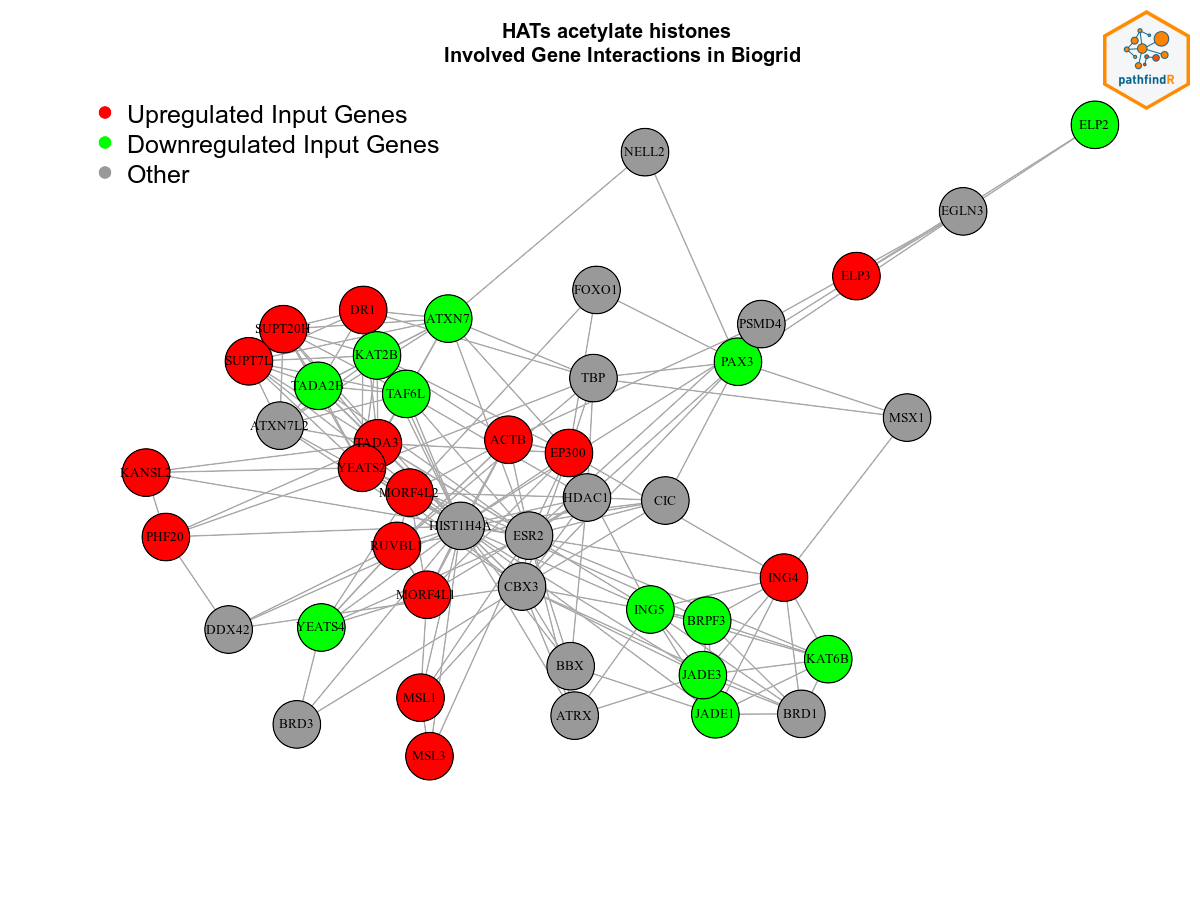 HATs acetylate histones
Involved Gene Interactions in Biogrid
pathfindR
Upregulated Input Genes
Downregulated Input Genes
Other
ELP2
NELL2
EGLN3
ELP3
FOXO1
DR1
ATXN7
SUPT20H
PSMD4
KAT2B
SUPT7L
PAX3
TBP
TADA2B
TAF6L
MSX1
ATXN7L2
ACTB
TADA3
EP300
YEATS2
KANSL2
MORF4L2
HDAC1
CIC
HIST1H4A
PHF20
ESR2
RUVBL1
ING4
CBX3
MORF4L1
ING5
BRPF3
YEATS4
DDX42
KAT6B
BBX
JADE3
MSL1
JADE1
BRD1
ATRX
BRD3
MSL3